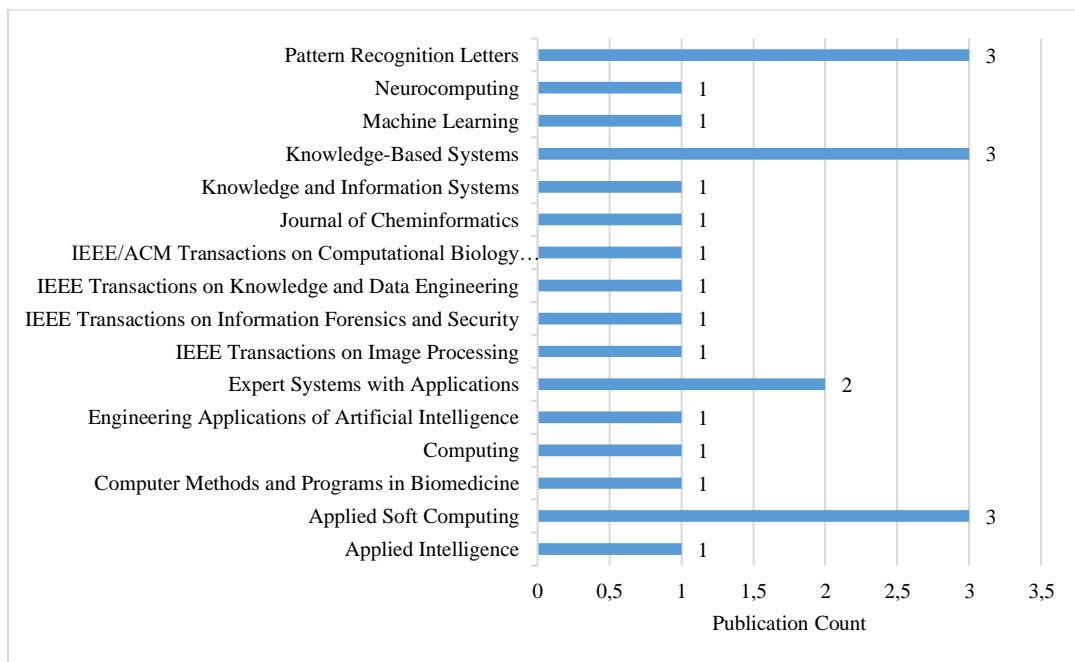 Pattern Recognition Letters 3
Neurocomputing 1
Machine Learning 1
Knowledge-Based Systems 3
Knowledge and Information Systems 1
Journal of Cheminformatics 1
IEEE/ACM Transactions on Computational Biology… 1
IEEE Transactions on Knowledge and Data Engineering 1
IEEE Transactions on Information Forensics and Security 1
IEEE Transactions on Image Processing 1
Expert Systems with Applications 2
Engineering Applications of Artificial Intelligence 1
Computing 1
Computer Methods and Programs in Biomedicine 1
Applied Soft Computing 3
Applied Intelligence 1
0 0,5 1 1,5 2 2,5 3 3,5
Publication Count